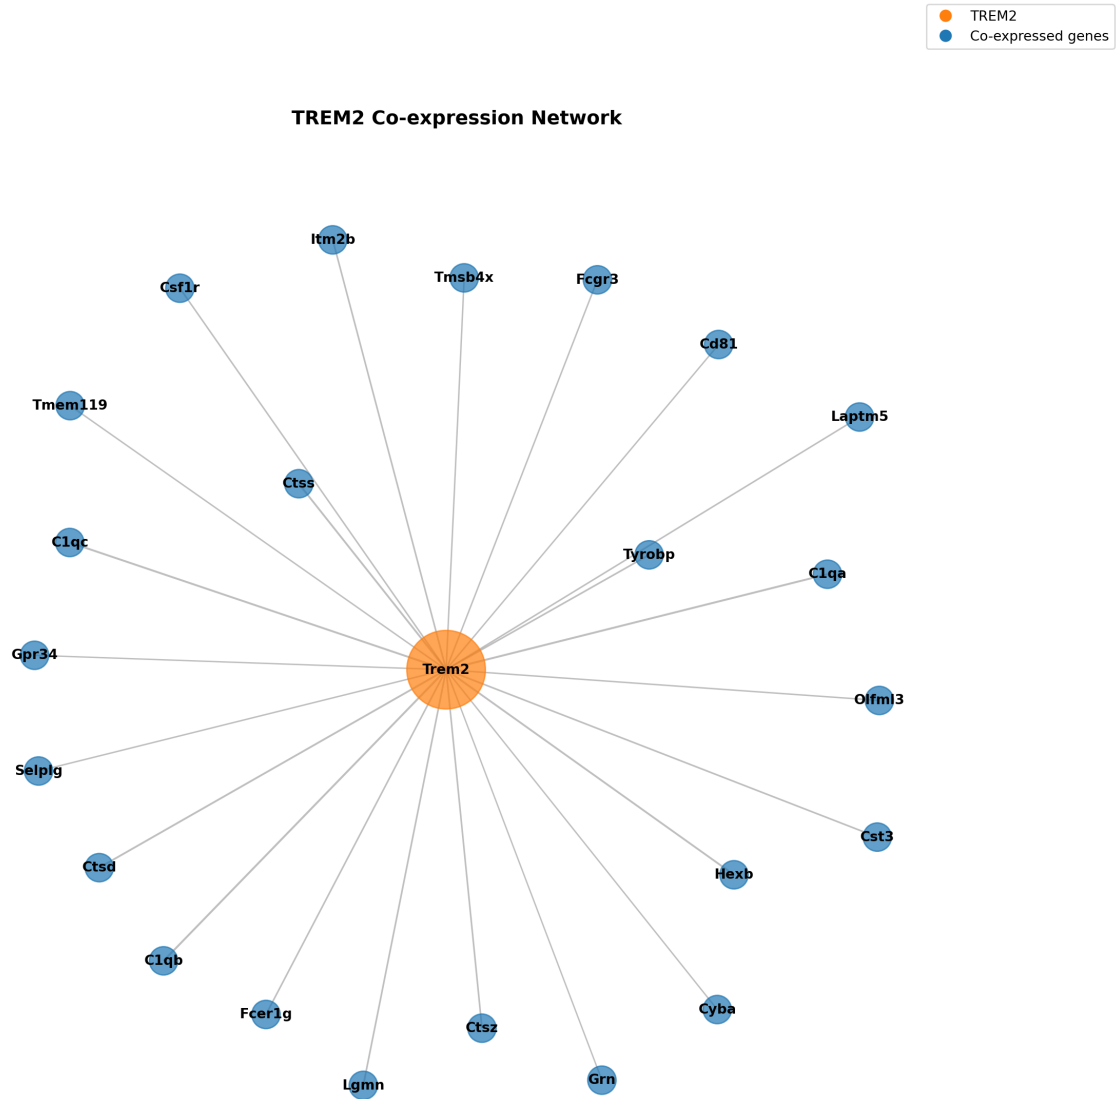 TREM2
Co-expressed genes
TREM2 Co-expression Network
Itm2b
Tmsb4x
Fcgr3
Csf1r
Cd81
Tmem119
Laptm5
Ctss
C1qc
Tyrobp
C1qa
Gpr34
Trem2
Olfml3
Selplg
Cst3
Ctsd
Hexb
C1qb
Cyba
Fcer1g
Ctsz
Grn
Lgmn